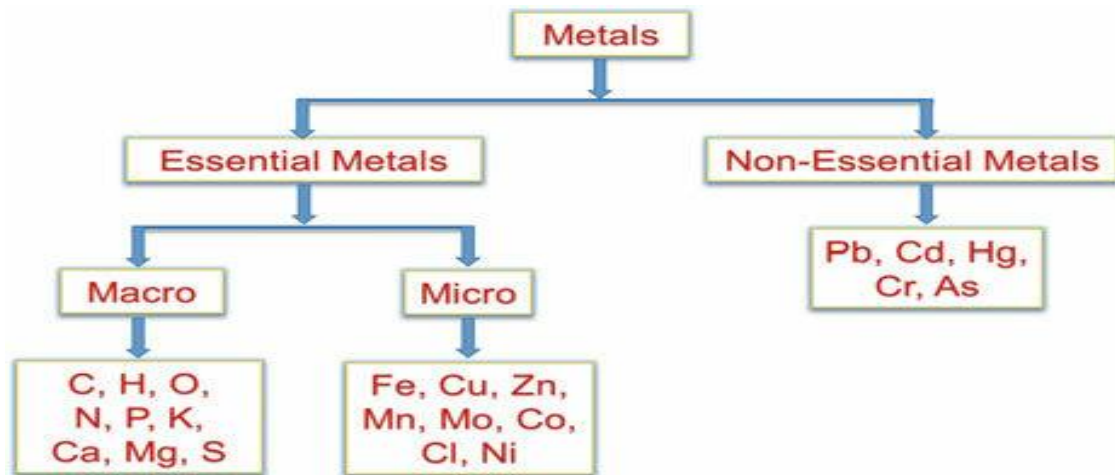 Metals
Essential Metals
Non-Essential Metals
Pb, Cd, Hg,
Cr, As
Macro
Micro
C, H, O,
N, P, K,
Ca, Mg, S
Fe, Cu, Zn,
Mn, Mo, Co,
Cl, Ni